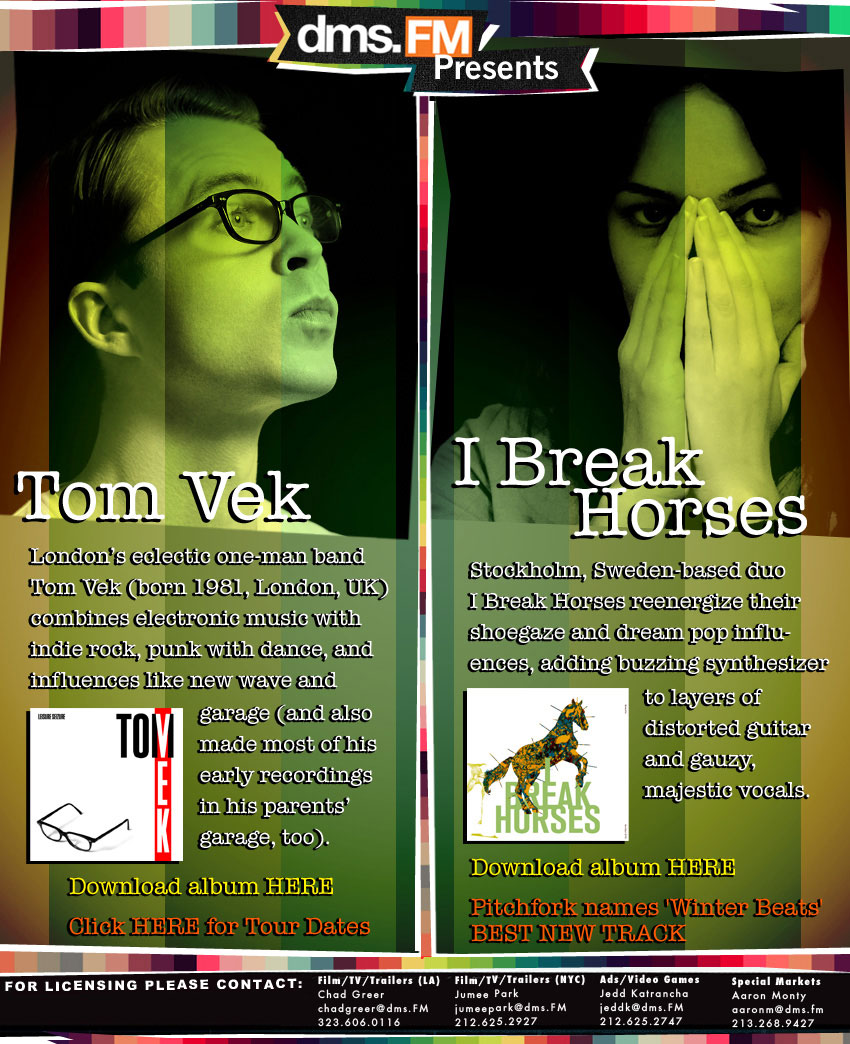 dms.FM
Présents
Tom Vek
London's eclectic one-man band
Tom Vek (born 1981, London, UK)
combines electronic music with
indie rock, punk with dance, and
influences like new wave and
garage (and also
made most of his
early recordings
in his parents'
garage, too).
LEISURE SEIZURE
TOM
VEK
Download album HERE
Click HERE for Tour Dates
I Break
Horses
Stockholm, Sweden-based duo
I Break Horses reenergize their
shoegaze and dream pop influ-
ences, adding buzzing synthesizer
to layers of
distorted guitar
and gauzy,
majestic vocals.
I
BREAK
HORSES
Download album HERE
Pitchfork names 'Winter Beats'
BEST NEW TRACK
FOR LICENSING PLEASE CONTACT:
Film/TV/Trailers (LA)
Chad Greer
chadgreer@dms.FM
323.606.0116
Film/TV/Trailers (NYC)
Jumee Park
jumeepark@dms.FM
212.625.2927
Ads/Video Games
Jedd Katrancha
jeddk@dms.FM
212.625.2747
Special Markets
Aaron Monty
aaronm@dms.fm
213.268.9427